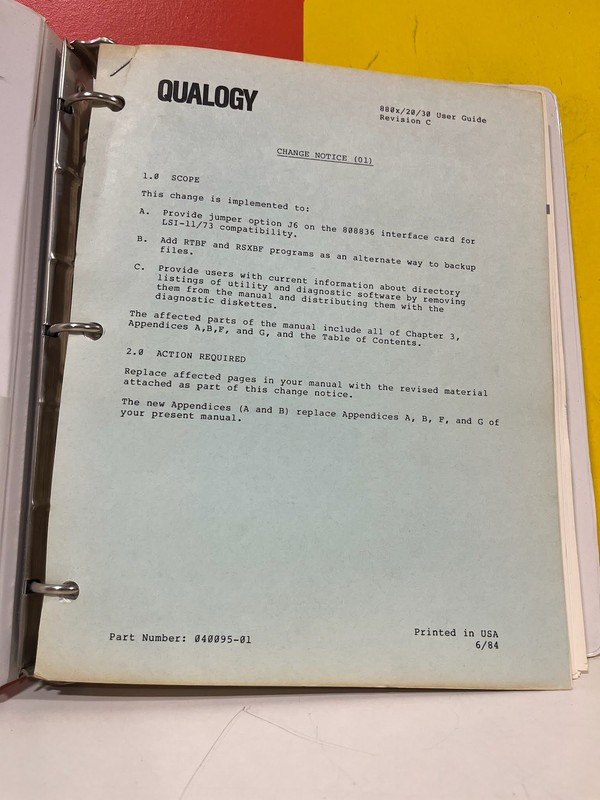 QUALOGY
880x/20/30 User Guide
Revision C
CHANGE NOTICE (01)
1.0 SCOPE
This change is implemented to:
A. Provide jumper option J6 on the 808836 interface card for
LSI-11/73 compatibility.
B. Add RTBF and RSXBF programs as an alternate way to backup
files.
C. Provide users with current information about directory
listings of utility and diagnostic software by removing
them from the manual and distributing them with the
diagnostic diskettes.
The affected parts of the manual include all of Chapter 3,
Appendices A,B,F, and G, and the Table of Contents.
2.0 ACTION REQUIRED
Replace affected pages in your manual with the revised material
attached as part of this change notice.
The new Appendices (A and B) replace Appendices A, B, F, and G of
your present manual.
Part Number: 040095-01
Printed in USA
6/84